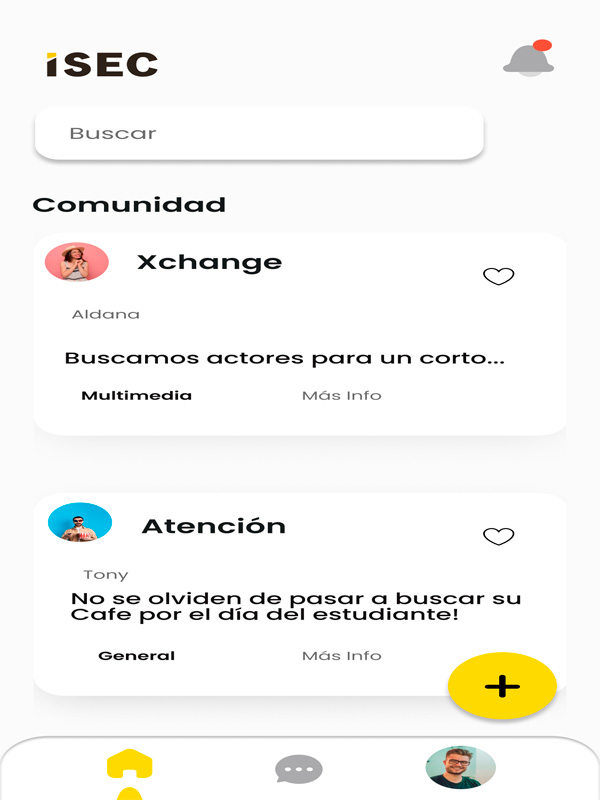 iSEC
Buscar
Comunidad
Xchange
Aldana
Buscamos actores para un corto...
Multimedia
Más Info
Atención
Tony
No se olviden de pasar a buscar su
Cafe por el día del estudiante!
General
Más Info